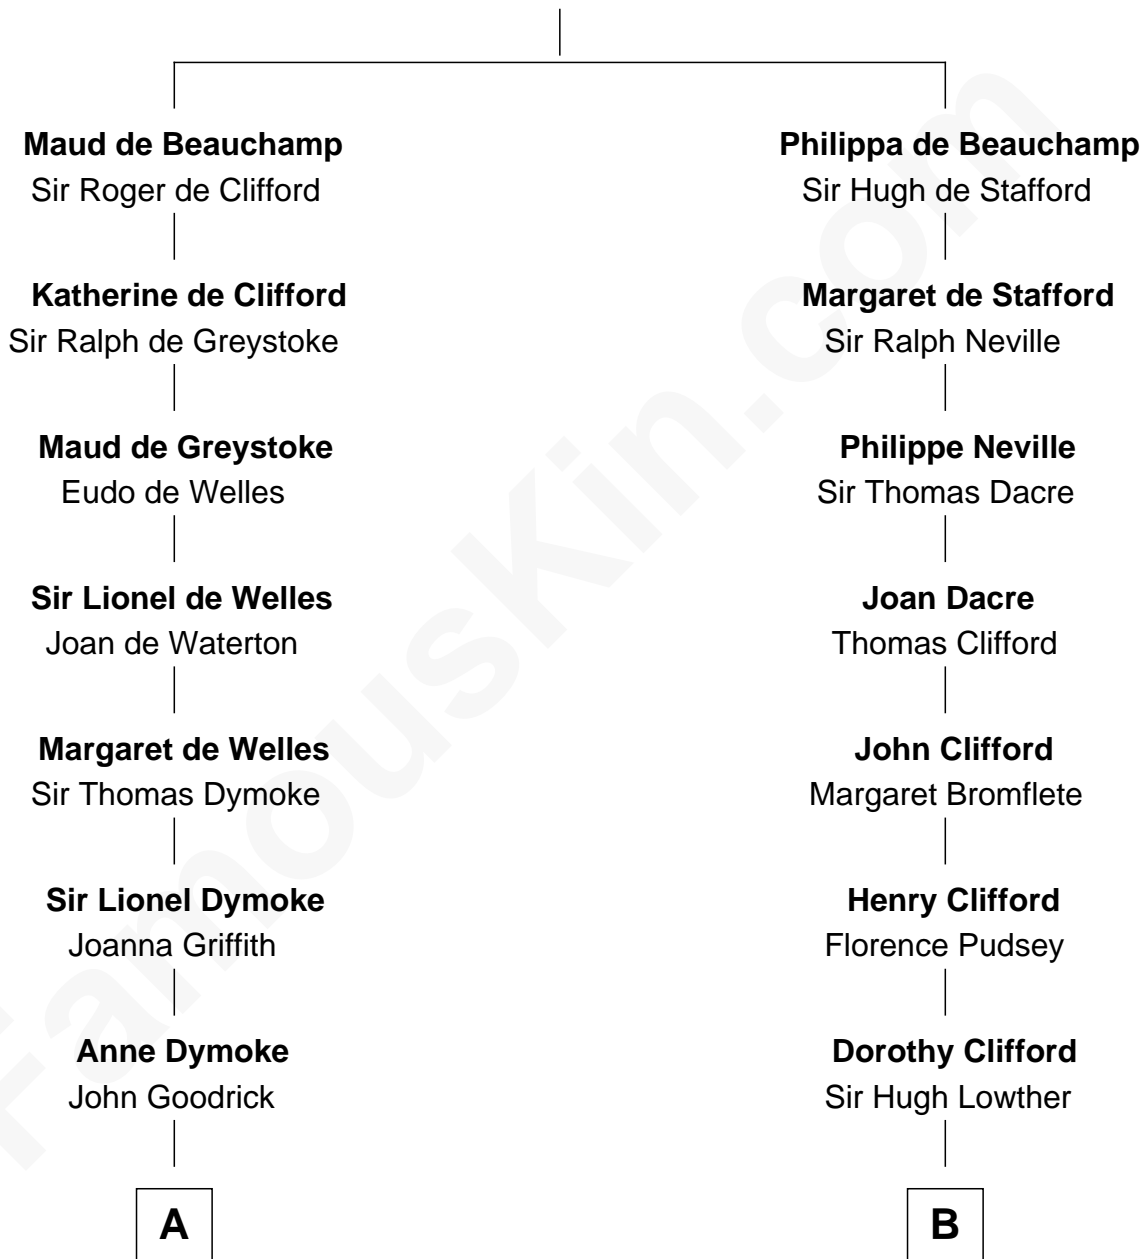 Maud de Beauchamp
Sir Roger de Clifford
Katherine de Clifford
Sir Ralph de Greystoke
Maud de Greystoke
Eudo de Welles
Sir Lionel de Welles
Joan de Waterton
Margaret de Welles
Sir Thomas Dymoke
Sir Lionel Dymoke
Joanna Griffith
Anne Dymoke
John Goodrick
A
Philippa de Beauchamp
Sir Hugh de Stafford
Margaret de Stafford
Sir Ralph Neville
Philippe Neville
Sir Thomas Dacre
Joan Dacre
Thomas Clifford
John Clifford
Margaret Bromflete
Henry Clifford
Florence Pudsey
Dorothy Clifford
Sir Hugh Lowther
B
FamousKin.com